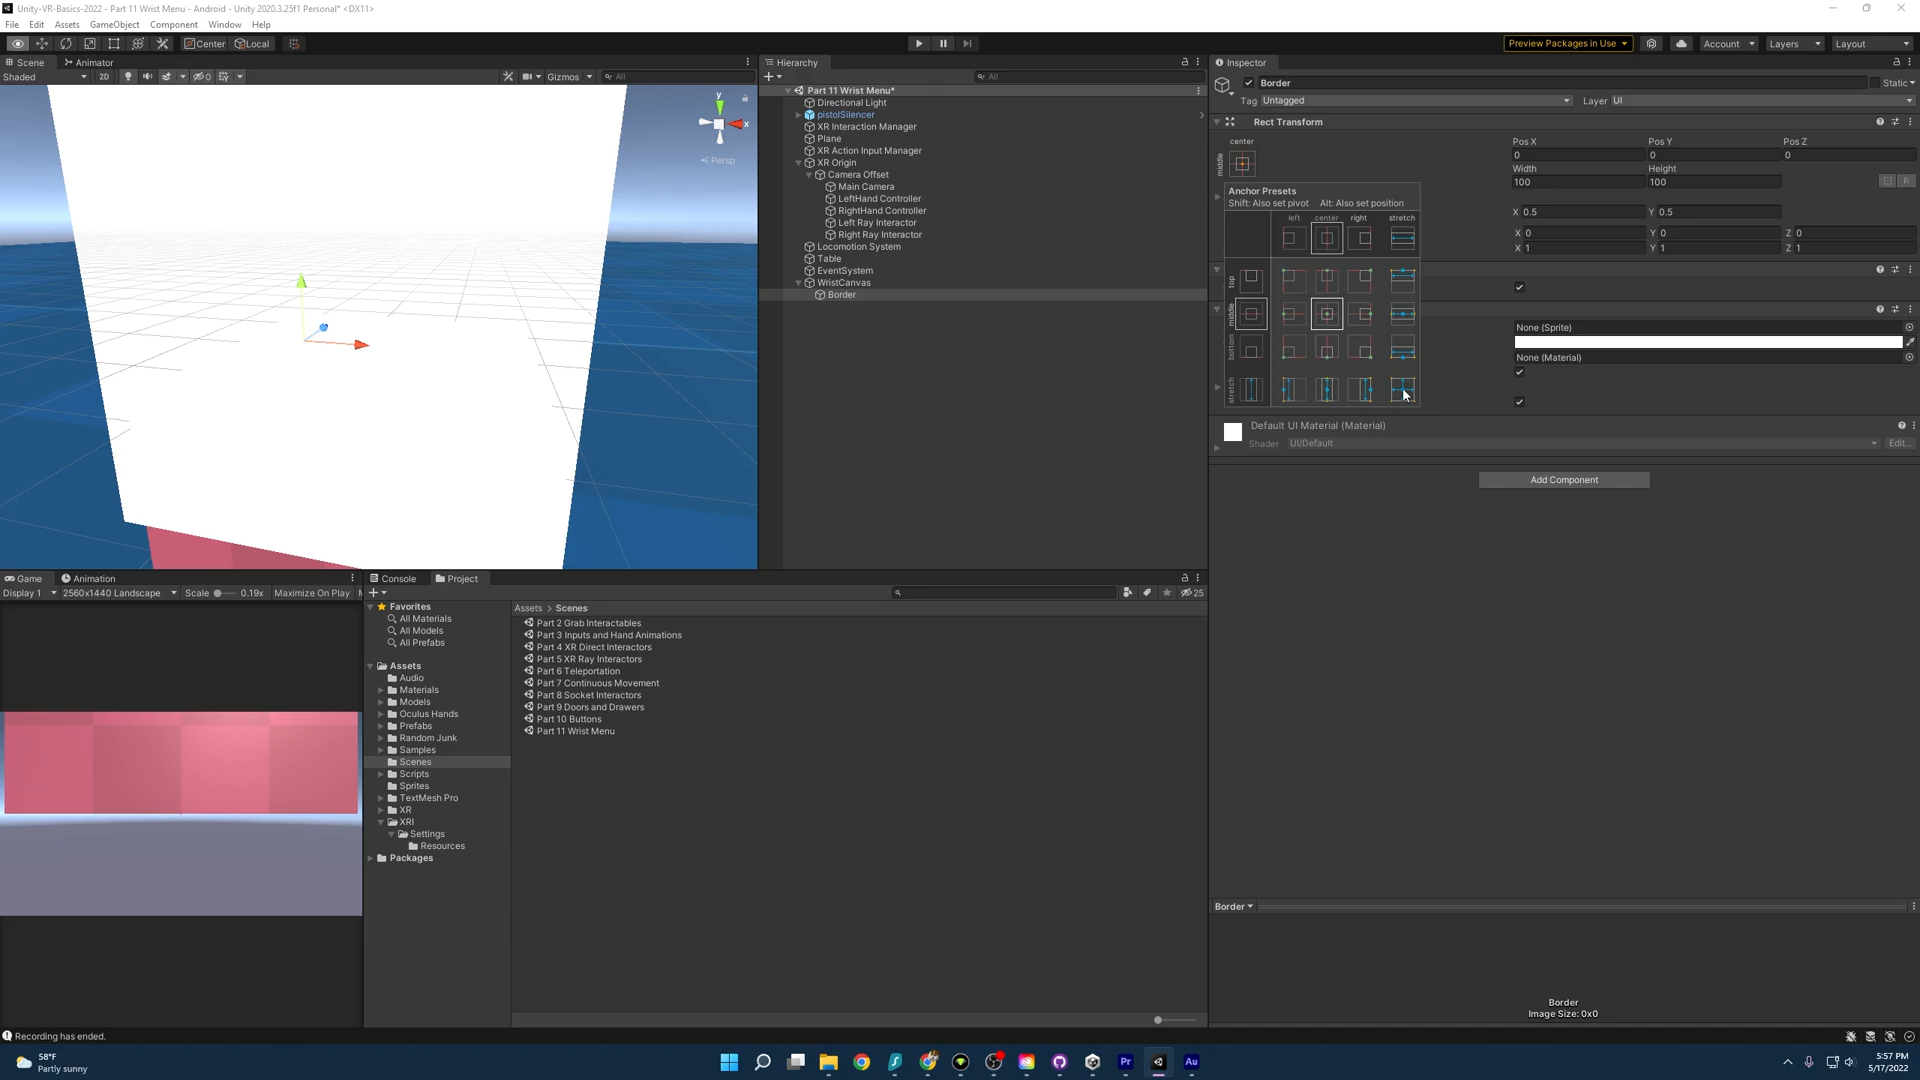 Unity-VR-Basics-2022 - Part 11 Wrist Menu - Android - Unity 2020.3.25f1 Personal* <DX11>
File Edit Assets GameObject Component Window Help
Center Local
Preview Packages in Use
Account
Layers
Layout
Scene Animator
Shaded 2D 0 Gizmos All
y
x
Persp
Hierarchy
All
Part 11 Wrist Menu*
Directional Light
pistolSilencer
XR Interaction Manager
Plane
XR Action Input Manager
XR Origin
Camera Offset
Main Camera
LeftHand Controller
RightHand Controller
Left Ray Interactor
Right Ray Interactor
Locomotion System
Table
EventSystem
WristCanvas
Border
Inspector
Border Static
Tag Untagged Layer UI
Rect Transform
center
middle
Pos X Pos Y Pos Z
0 0 0
Width Height
100 100
R
Anchor Presets
Shift: Also set pivot Alt: Also set position
left center right stretch
top
middle
bottom
stretch
X 0.5 Y 0.5
X 0 Y 0 Z 0
X 1 Y 1 Z 1
None (Sprite)
None (Material)
Default UI Material (Material)
Shader UI/Default Edit...
Add Component
Border
Border
Image Size: 0x0
Game Animation
Display 1 2560x1440 Landscape Scale 0.19x Maximize On Play
Console Project
25
Favorites
All Materials
All Models
All Prefabs
Assets
Audio
Materials
Models
Oculus Hands
Prefabs
Random Junk
Samples
Scenes
Scripts
Sprites
TextMesh Pro
XR
XRI
Settings
Resources
Packages
Assets > Scenes
Part 2 Grab Interactables
Part 3 Inputs and Hand Animations
Part 4 XR Direct Interactors
Part 5 XR Ray Interactors
Part 6 Teleportation
Part 7 Continuous Movement
Part 8 Socket Interactors
Part 9 Doors and Drawers
Part 10 Buttons
Part 11 Wrist Menu
Recording has ended.
58°F
Partly sunny
Pr
Au
5:57 PM
5/17/2022